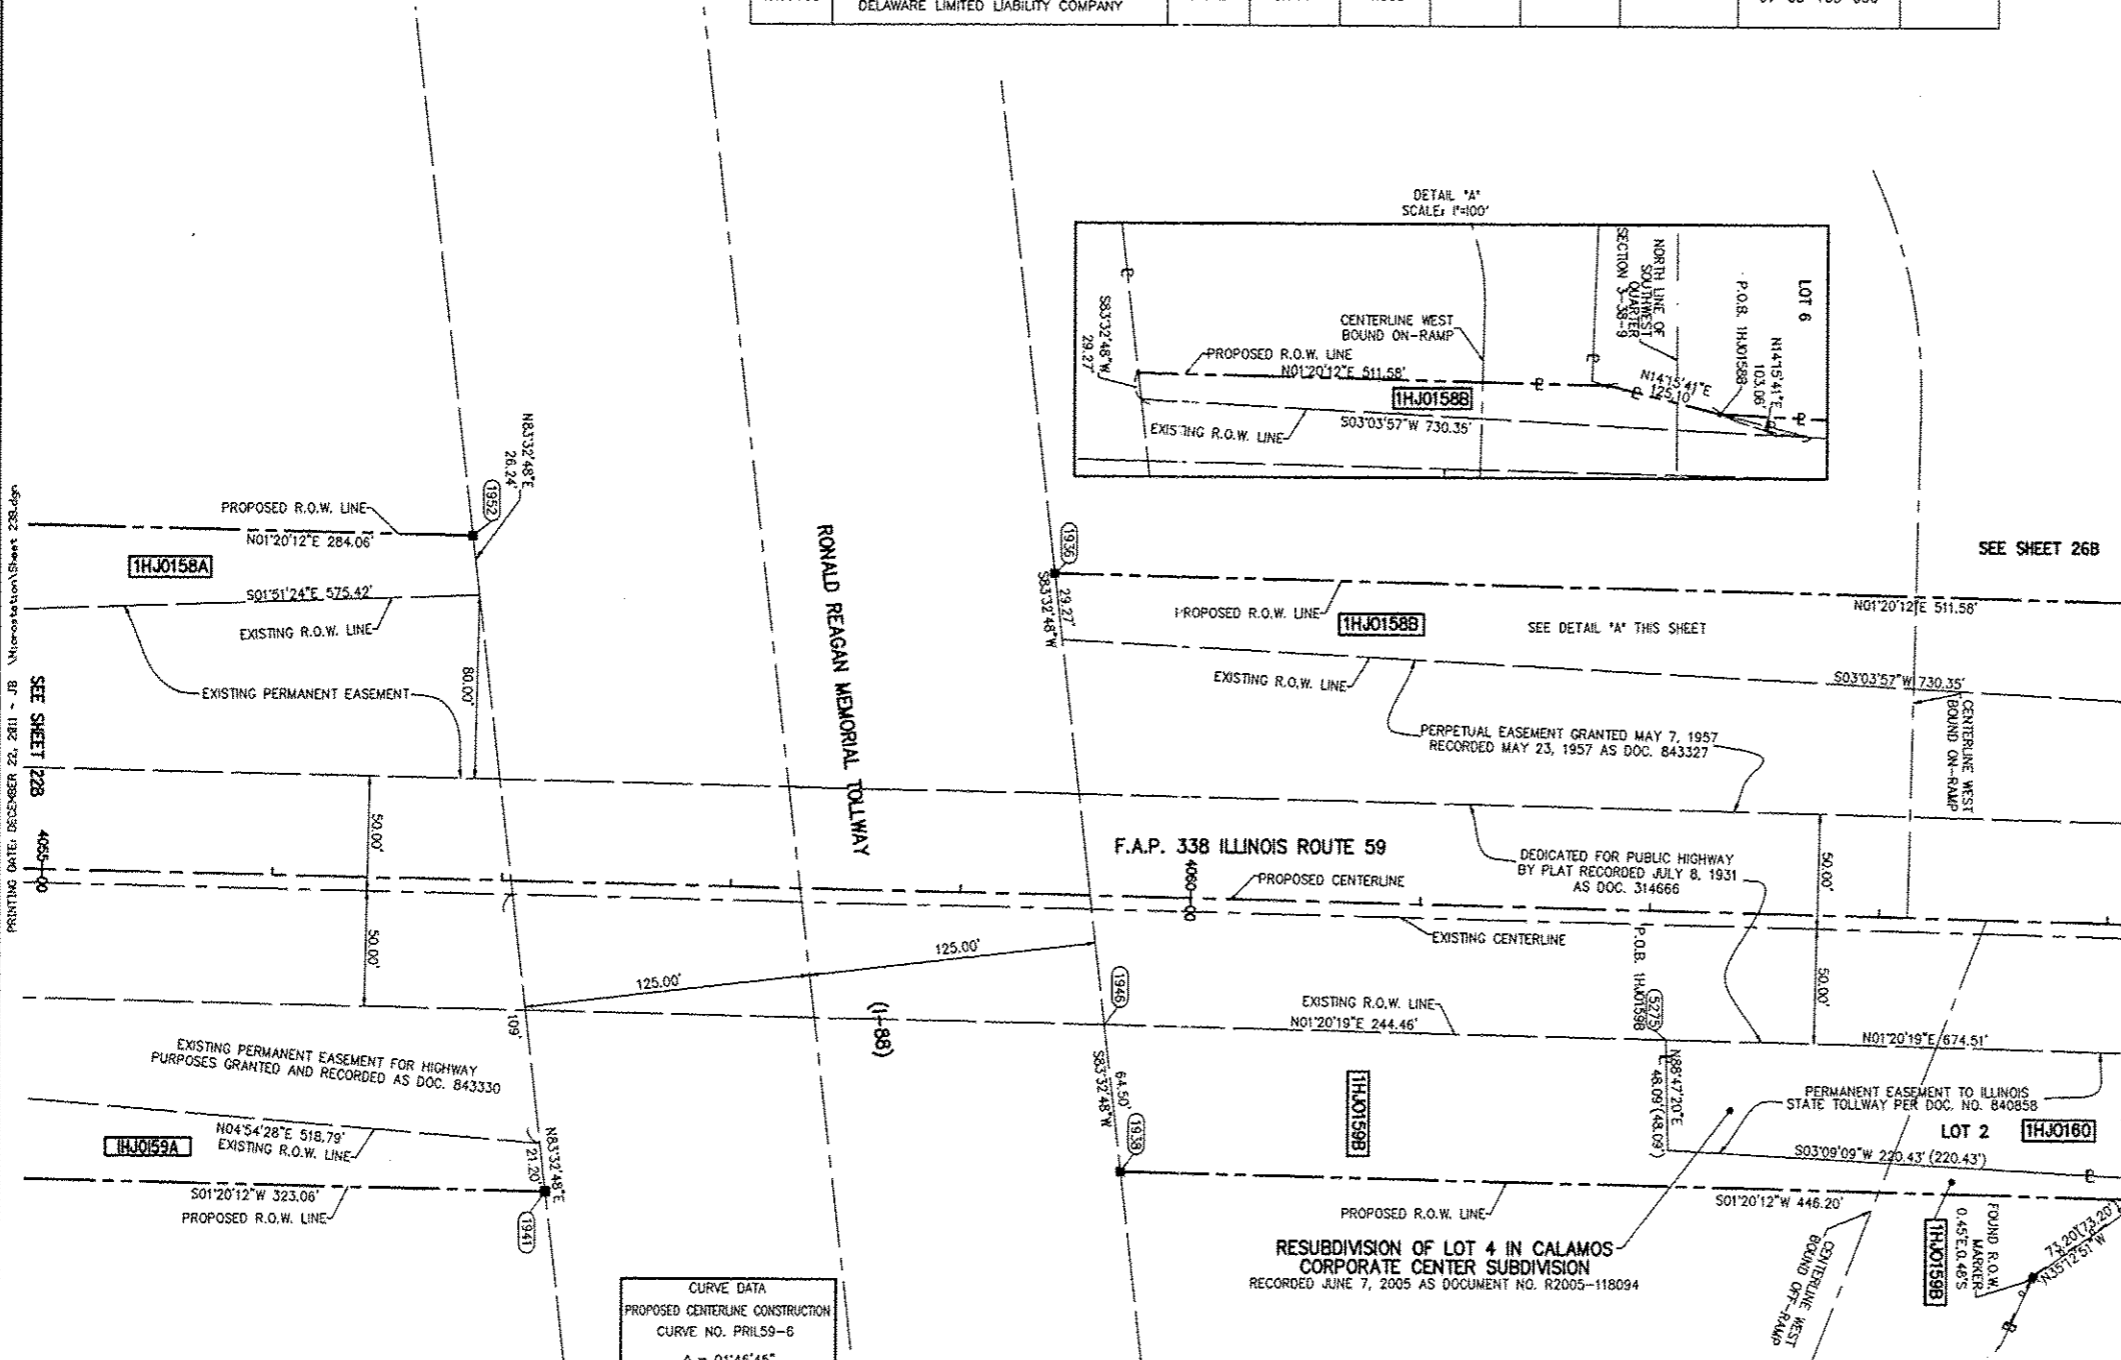 DELAWARE LIMITED LIABILITY COMPANY
DETAIL "A"
SCALE: 1"=100'
LOT 6
NORTH LINE OF
SOUTHWEST
QUARTER
SECTION 3-38-9
P.O.B. 1HJ0158B
N14°15'41"E
103.06'
N14°15'41"E
125.10'
CENTERLINE WEST
BOUND ON-RAMP
PROPOSED R.O.W. LINE
N01°20'12"E 511.58'
1HJ0158B
S83°32'48"W
29.27'
EXISTING R.O.W. LINE
S03°03'57"W 730.35'
SEE SHEET 26B
N83°32'48"E
26.24'
1952
PROPOSED R.O.W. LINE
N01°20'12"E 284.06'
1HJ0158A
S01°51'24"E 575.42'
EXISTING R.O.W. LINE
EXISTING PERMANENT EASEMENT
80.00'
SEE SHEET 22B
PRINTING DATE: DECEMBER 22, 2011 - JB \Microstation\Sheet 23B.dgn
RONALD REAGAN MEMORIAL TOLLWAY
(I-88)
1936
29.27'
S83°32'48"W
PROPOSED R.O.W. LINE
1HJ0158B
SEE DETAIL "A" THIS SHEET
N01°20'12"E 511.58'
EXISTING R.O.W. LINE
S03°03'57"W 730.35'
CENTERLINE WEST
BOUND ON-RAMP
PERPETUAL EASEMENT GRANTED MAY 7, 1957
RECORDED MAY 23, 1957 AS DOC. 843327
4055+00
50.00'
50.00'
F.A.P. 338 ILLINOIS ROUTE 59
4060+00
PROPOSED CENTERLINE
EXISTING CENTERLINE
DEDICATED FOR PUBLIC HIGHWAY
BY PLAT RECORDED JULY 8, 1931
AS DOC. 314666
50.00'
50.00'
125.00'
125.00'
109'
1946
EXISTING R.O.W. LINE
N01°20'19"E 244.46'
P.O.B. 1HJ0159B
5275
N88°47'20"E
48.09'(48.09')
N01°20'19"E 674.51'
EXISTING PERMANENT EASEMENT FOR HIGHWAY
PURPOSES GRANTED AND RECORDED AS DOC. 843330
N04°54'28"E 518.79'
EXISTING R.O.W. LINE
1HJ0159A
N83°32'48"E
21.20'
S01°20'12"W 323.06'
PROPOSED R.O.W. LINE
1941
64.50'
S83°32'48"W
1938
1HJ0159B
PERMANENT EASEMENT TO ILLINOIS
STATE TOLLWAY PER DOC. NO. 840858
LOT 2
1HJ0160
S03°09'09"W 220.43' (220.43')
S01°20'12"W 446.20'
PROPOSED R.O.W. LINE
RESUBDIVISION OF LOT 4 IN CALAMOS
CORPORATE CENTER SUBDIVISION
RECORDED JUNE 7, 2005 AS DOCUMENT NO. R2005-118094
CENTERLINE WEST
BOUND OFF-RAMP
1HJ0159B
FOUND R.O.W.
MARKER
0.45'E,0.48'S
73.20'(73.20')
N35°12'51"W
CURVE DATA
PROPOSED CENTERLINE CONSTRUCTION
CURVE NO. PRIL59-6